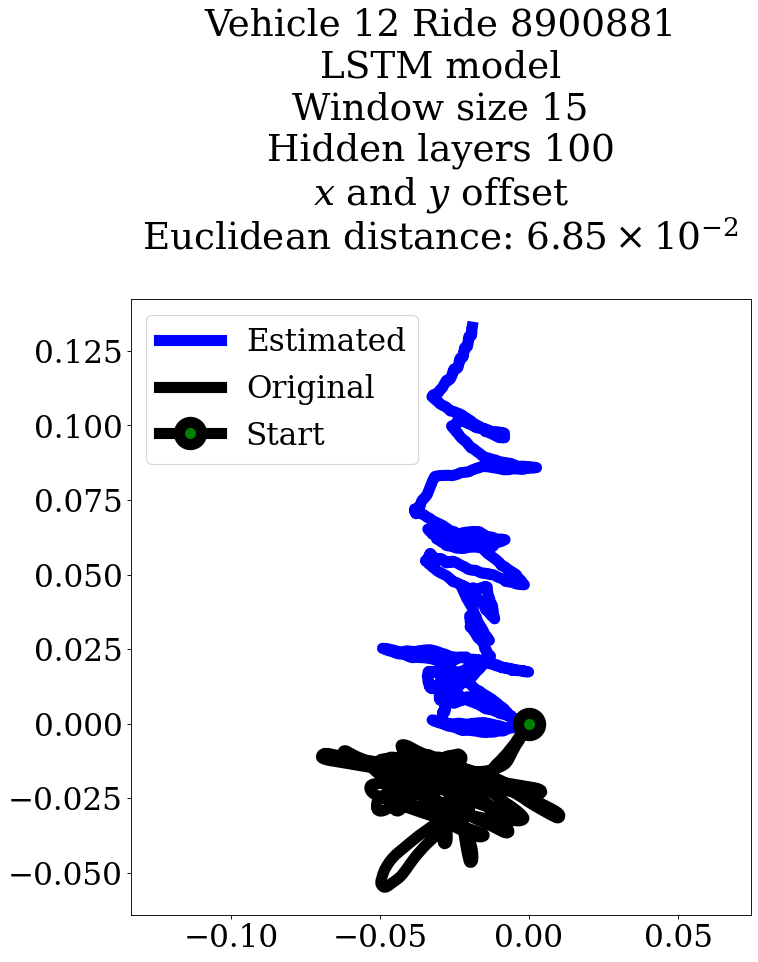 Vehicle 12 Ride 8900881
LSTM model
Window size 15
Hidden layers 100
x and y offset
Euclidean distance: 6.85 × 10⁻²
Estimated
Original
Start
0.125
0.100
0.075
0.050
0.025
0.000
−0.025
−0.050
−0.10 −0.05 0.00 0.05